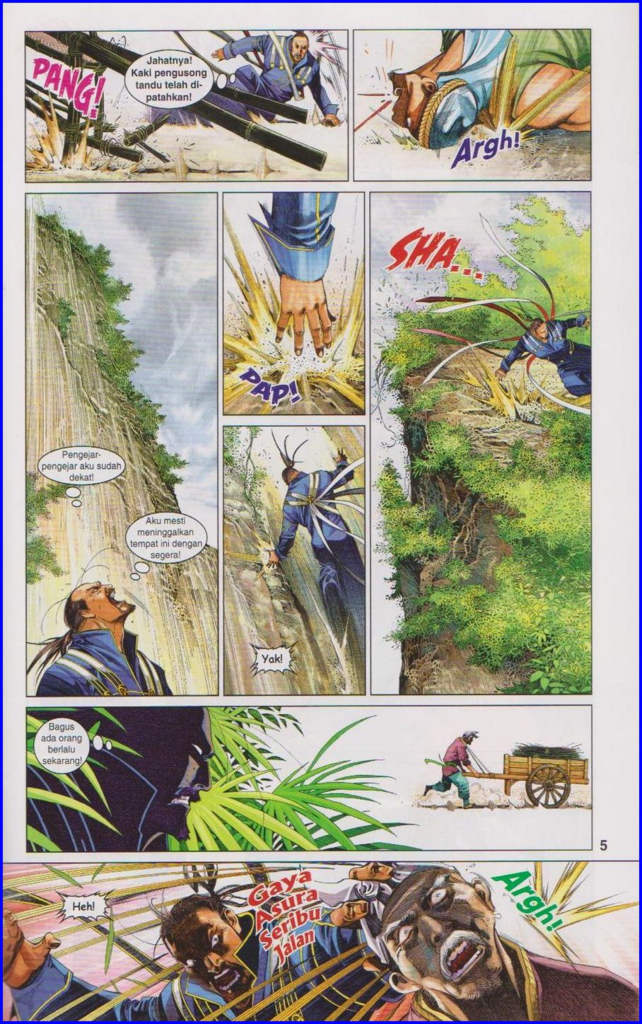 PANG!
Jahatnya!
Kaki pengusong
tandu telah di-
patahkan!
Argh!
Pengejar-
pengejar aku sudah
dekat!
Aku mesti
meninggalkan
tempat ini dengan
segera!
PAP!
Yak!
SHA...
Bagus
ada orang
berlalu
sekarang!
5
Heh!
Gaya
Asura
Seribu
Jalan
Argh!